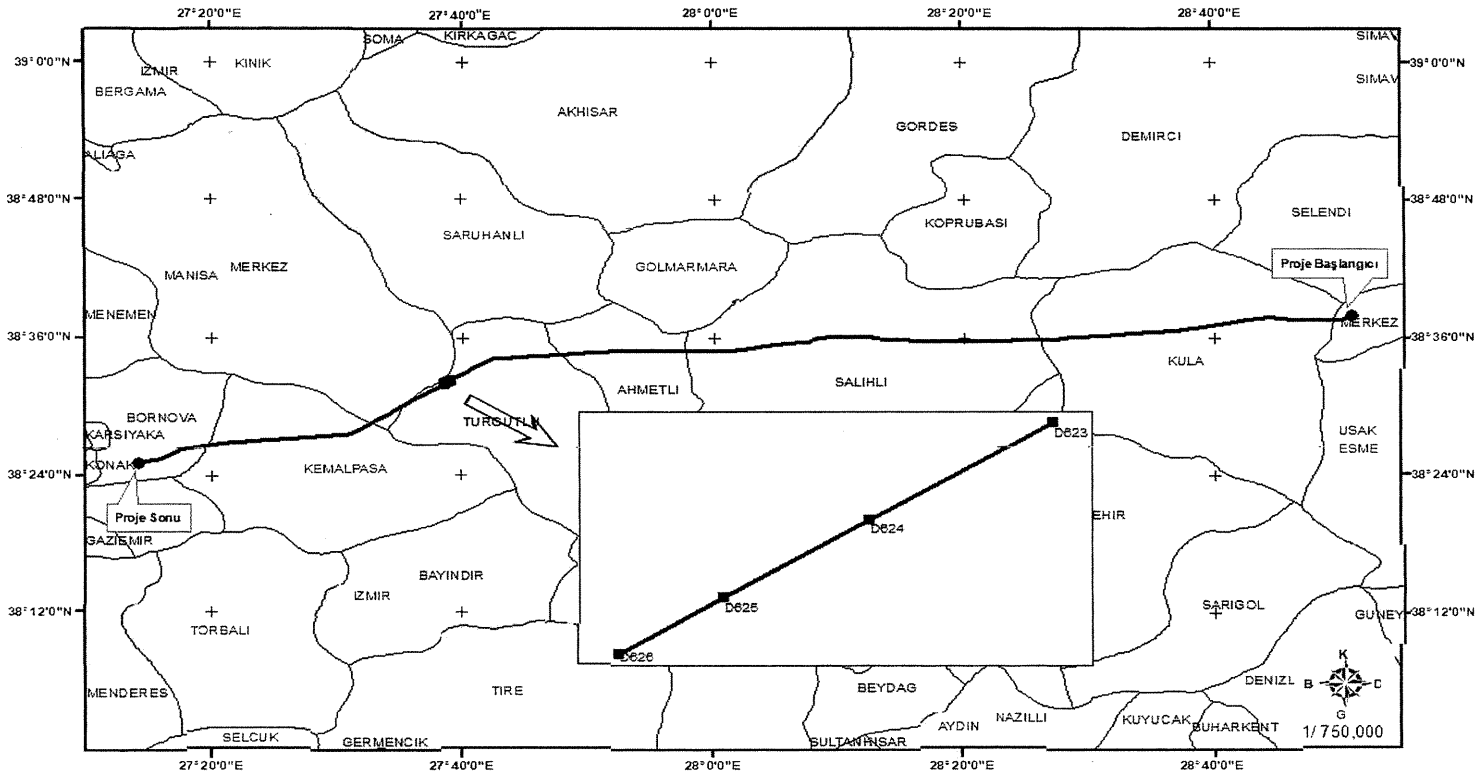 27°20'0"E 27°40'0"E 28°0'0"E 28°20'0"E 28°40'0"E
SOMA KIRKAGAC
39°0'0"N IZMIR KINIK SIMAV 39°0'0"N
BERGAMA SIMAV
AKHISAR
GORDES
DEMIRCI
ALIAGA
38°48'0"N 38°48'0"N
SELENDI
KOPRUBASI
SARUHANLI
MANISA MERKEZ GOLMARMARA Proje Başlangıcı
MENEMEN
MERKEZ
38°36'0"N 38°36'0"N
KULA
AHMETLI SALIHLI
BORNOVA TURGUTLU
KARSIYAKA D623 USAK
ESME
KONAK KEMALPASA
38°24'0"N 38°24'0"N
Proje Sonu EHIR
D624
GAZIEMIR
BAYINDIR
IZMIR
D625 SARIGOL
38°12'0"N 38°12'0"N
GUNEY
TORBALI
D626
K
MENDERES TIRE BEYDAG DENIZL B D
NAZILLI G
AYDIN KUYUCAK BUHARKENT 1/750,000
SELCUK GERMENCIK SULTANHISAR
27°20'0"E 27°40'0"E 28°0'0"E 28°20'0"E 28°40'0"E